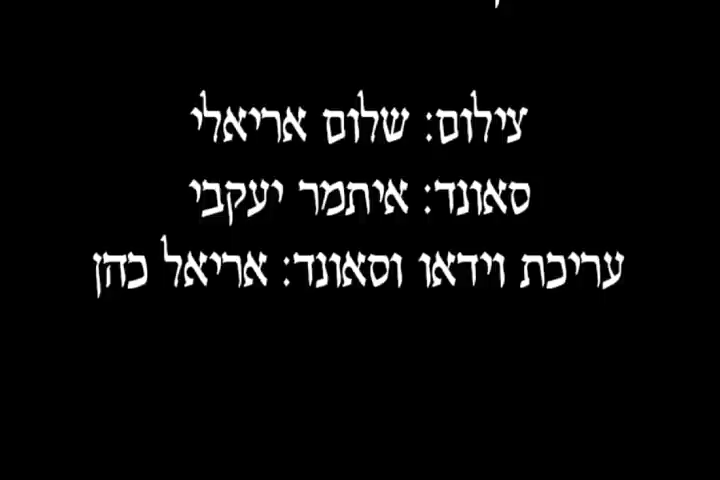 צילום: שלום אריאלי
סאונד: איתמר יעקבי
עריכת וידאו וסאונד: אריאל כהן